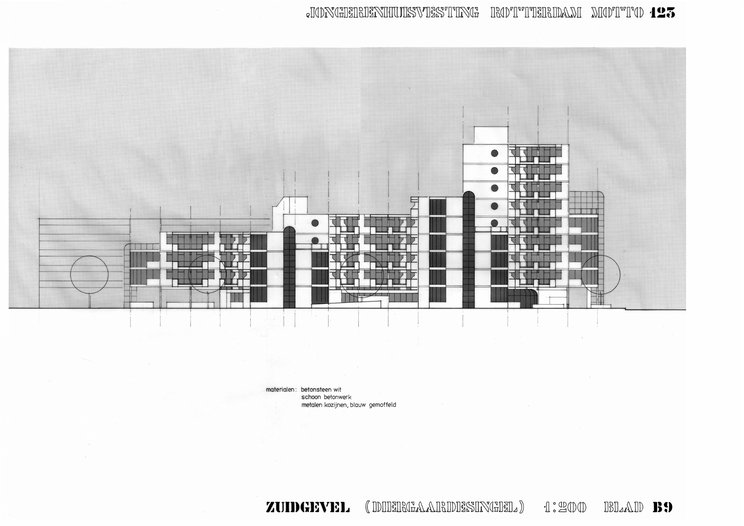 JONGERENHUISVESTING ROTTERDAM MOTTO 123
materialen: betonsteen wit
schoon betonwerk
metalen kozijnen, blauw gemoffeld
ZUIDGEVEL (DIERGAARDESINGEL) 1:200 BLAD B9